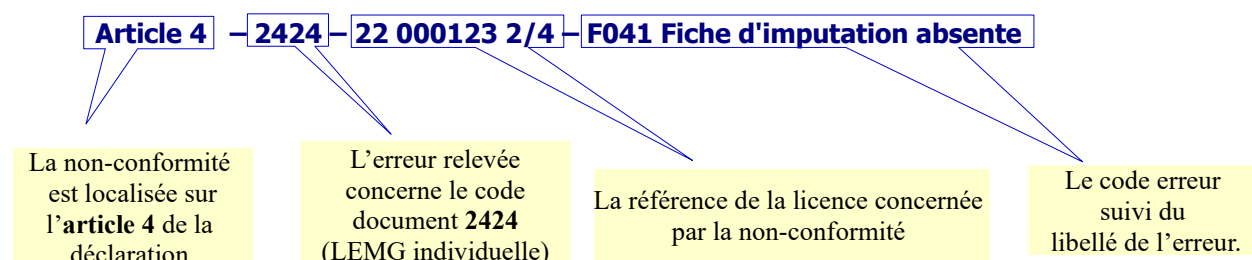 Article 4 – 2424 – 22 000123 2/4 – F041 Fiche d'imputation absente
La non-conformité
est localisée sur
l’article 4 de la
déclaration
L’erreur relevée
concerne le code
document 2424
(LEMG individuelle)
La référence de la licence concernée
par la non-conformité
Le code erreur
suivi du
libellé de l’erreur.